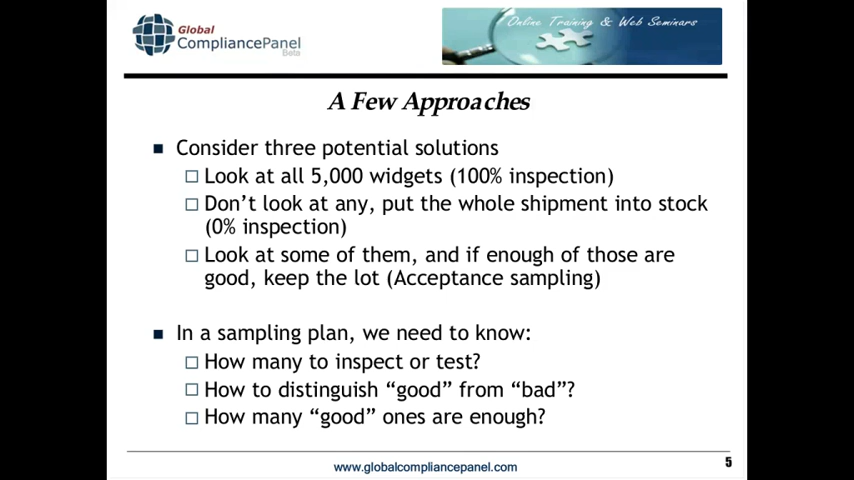 Global
CompliancePanel
Beta
Online Training & Web Seminars
A Few Approaches
Consider three potential solutions
Look at all 5,000 widgets (100% inspection)
Don’t look at any, put the whole shipment into stock
(0% inspection)
Look at some of them, and if enough of those are
good, keep the lot (Acceptance sampling)
In a sampling plan, we need to know:
How many to inspect or test?
How to distinguish “good” from “bad”?
How many “good” ones are enough?
www.globalcompliancepanel.com
5